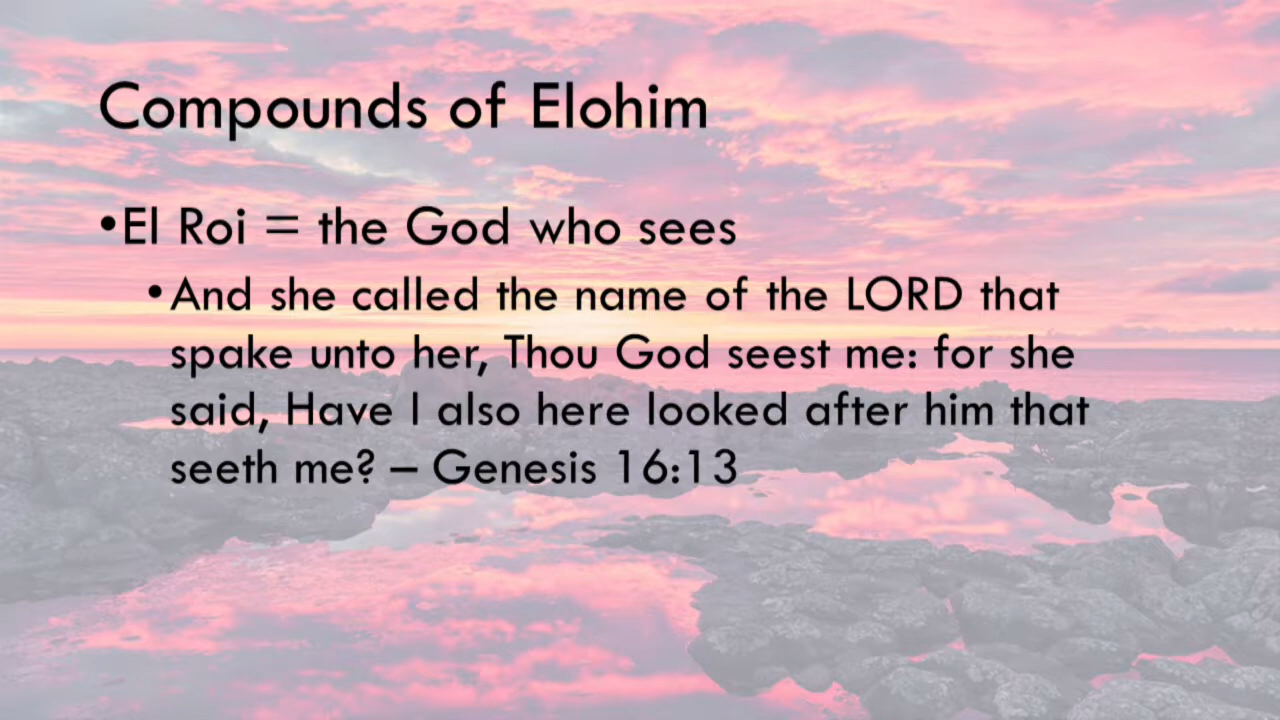 Compounds of Elohim
•El Roi = the God who sees
•And she called the name of the LORD that
spake unto her, Thou God seest me: for she
said, Have I also here looked after him that
seeth me? – Genesis 16:13